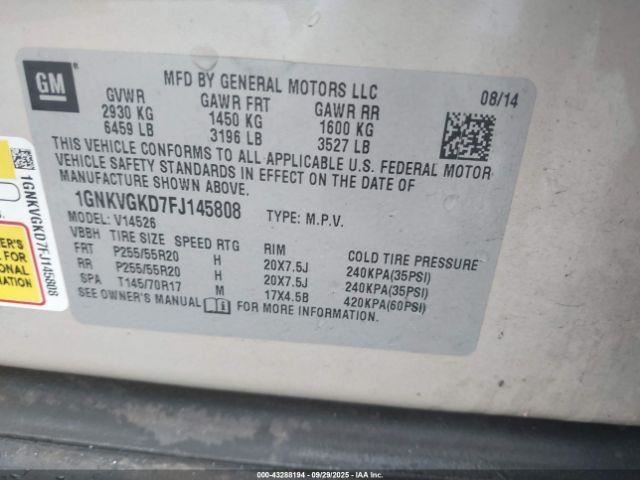 GM
MFD BY GENERAL MOTORS LLC
08/14
GVWR GAWR FRT GAWR RR
2930 KG 1450 KG 1600 KG
6459 LB 3196 LB 3527 LB
THIS VEHICLE CONFORMS TO ALL APPLICABLE U.S. FEDERAL MOTOR
VEHICLE SAFETY STANDARDS IN EFFECT ON THE DATE OF
MANUFACTURE SHOWN ABOVE.
1GNKVGKD7FJ145808 TYPE: M.P.V.
MODEL: V14526
VBBH TIRE SIZE SPEED RTG RIM COLD TIRE PRESSURE
FRT P255/55R20 H 20X7.5J 240KPA(35PSI)
RR P255/55R20 H 20X7.5J 240KPA(35PSI)
SPA T145/70R17 M 17X4.5B 420KPA(60PSI)
SEE OWNER'S MANUAL FOR MORE INFORMATION.
1GNKVGKD7FJ145808
NER'S
FOR
ONAL
MATION
000-43288194 - 09/29/2025 - IAA Inc.